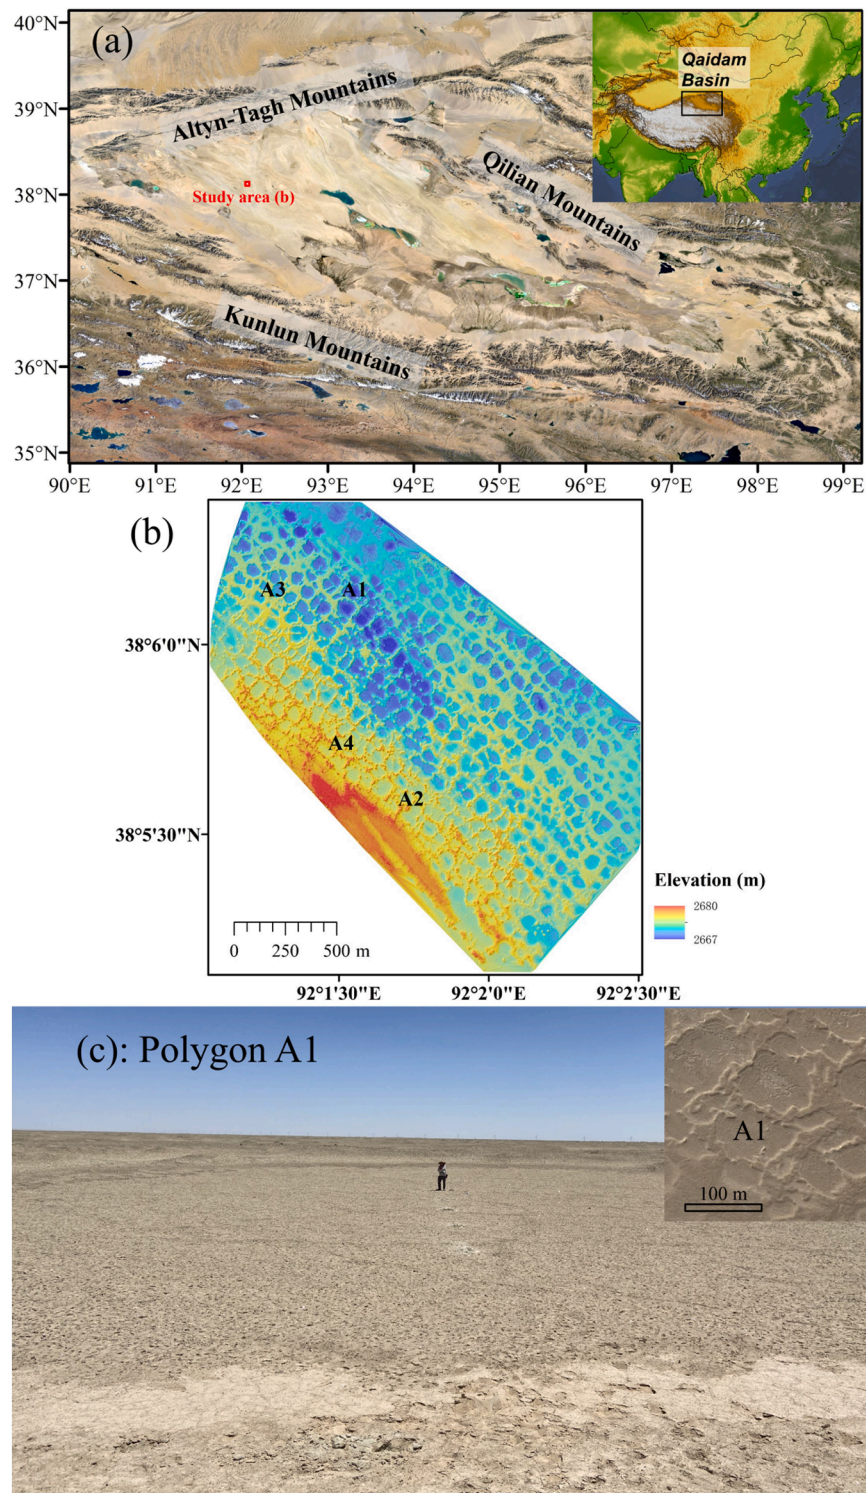 (a)
40°N
39°N
38°N
37°N
36°N
35°N
Altyn-Tagh Mountains
Qilian Mountains
Kunlun Mountains
Study area (b)
Qaidam
Basin
90°E 91°E 92°E 93°E 94°E 95°E 96°E 97°E 98°E 99°E
(b)
A3
A1
A4
A2
38°6'0"N
38°5'30"N
0 250 500 m
92°1'30"E 92°2'0"E 92°2'30"E
Elevation (m)
2680
2667
(c): Polygon A1
A1
100 m